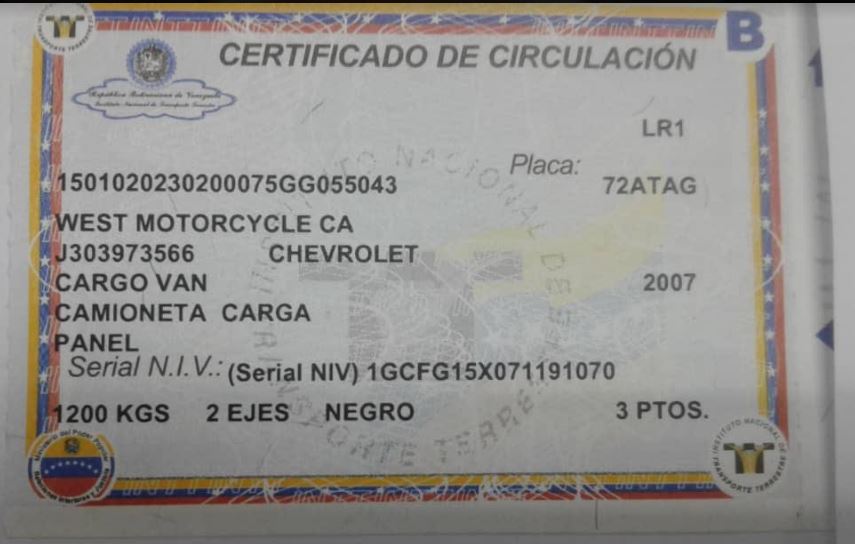 B
CERTIFICADO DE CIRCULACIÓN
República Bolivariana de Venezuela
Instituto Nacional de Transporte Terrestre
LR1
Placa:
1501020230200075GG055043 72ATAG
WEST MOTORCYCLE CA
J303973566 CHEVROLET
CARGO VAN 2007
CAMIONETA CARGA
PANEL
Serial N.I.V.: (Serial NIV) 1GCFG15X071191070
1200 KGS 2 EJES NEGRO 3 PTOS.
Ministerio del Poder Popular
INSTITUTO NACIONAL DE TRANSPORTE TERRESTRE